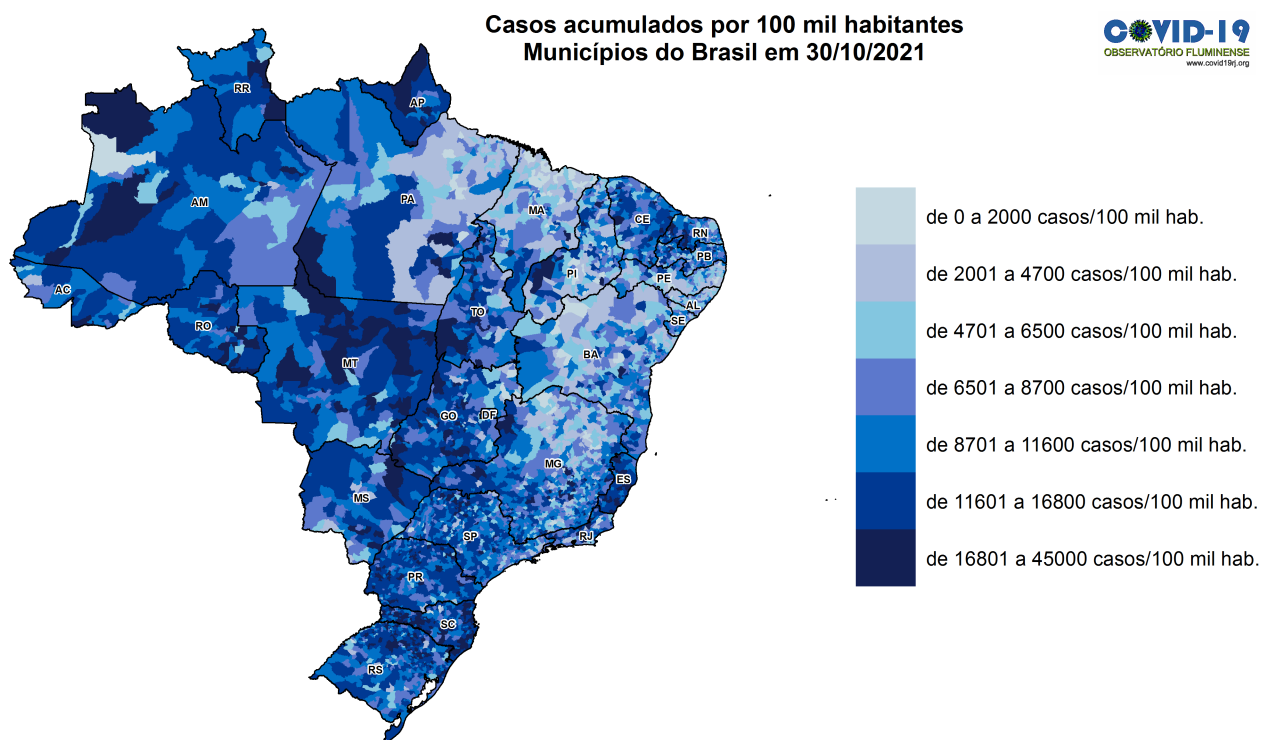 Casos acumulados por 100 mil habitantes
Municípios do Brasil em 30/10/2021
COVID-19
OBSERVATÓRIO FLUMINENSE
www.covid19rj.org
RR
AP
AM
PA
MA
CE
RN
PB
PI
PE
AL
SE
AC
TO
RO
BA
MT
GO
DF
MG
ES
MS
SP
RJ
PR
SC
RS
de 0 a 2000 casos/100 mil hab.
de 2001 a 4700 casos/100 mil hab.
de 4701 a 6500 casos/100 mil hab.
de 6501 a 8700 casos/100 mil hab.
de 8701 a 11600 casos/100 mil hab.
de 11601 a 16800 casos/100 mil hab.
de 16801 a 45000 casos/100 mil hab.